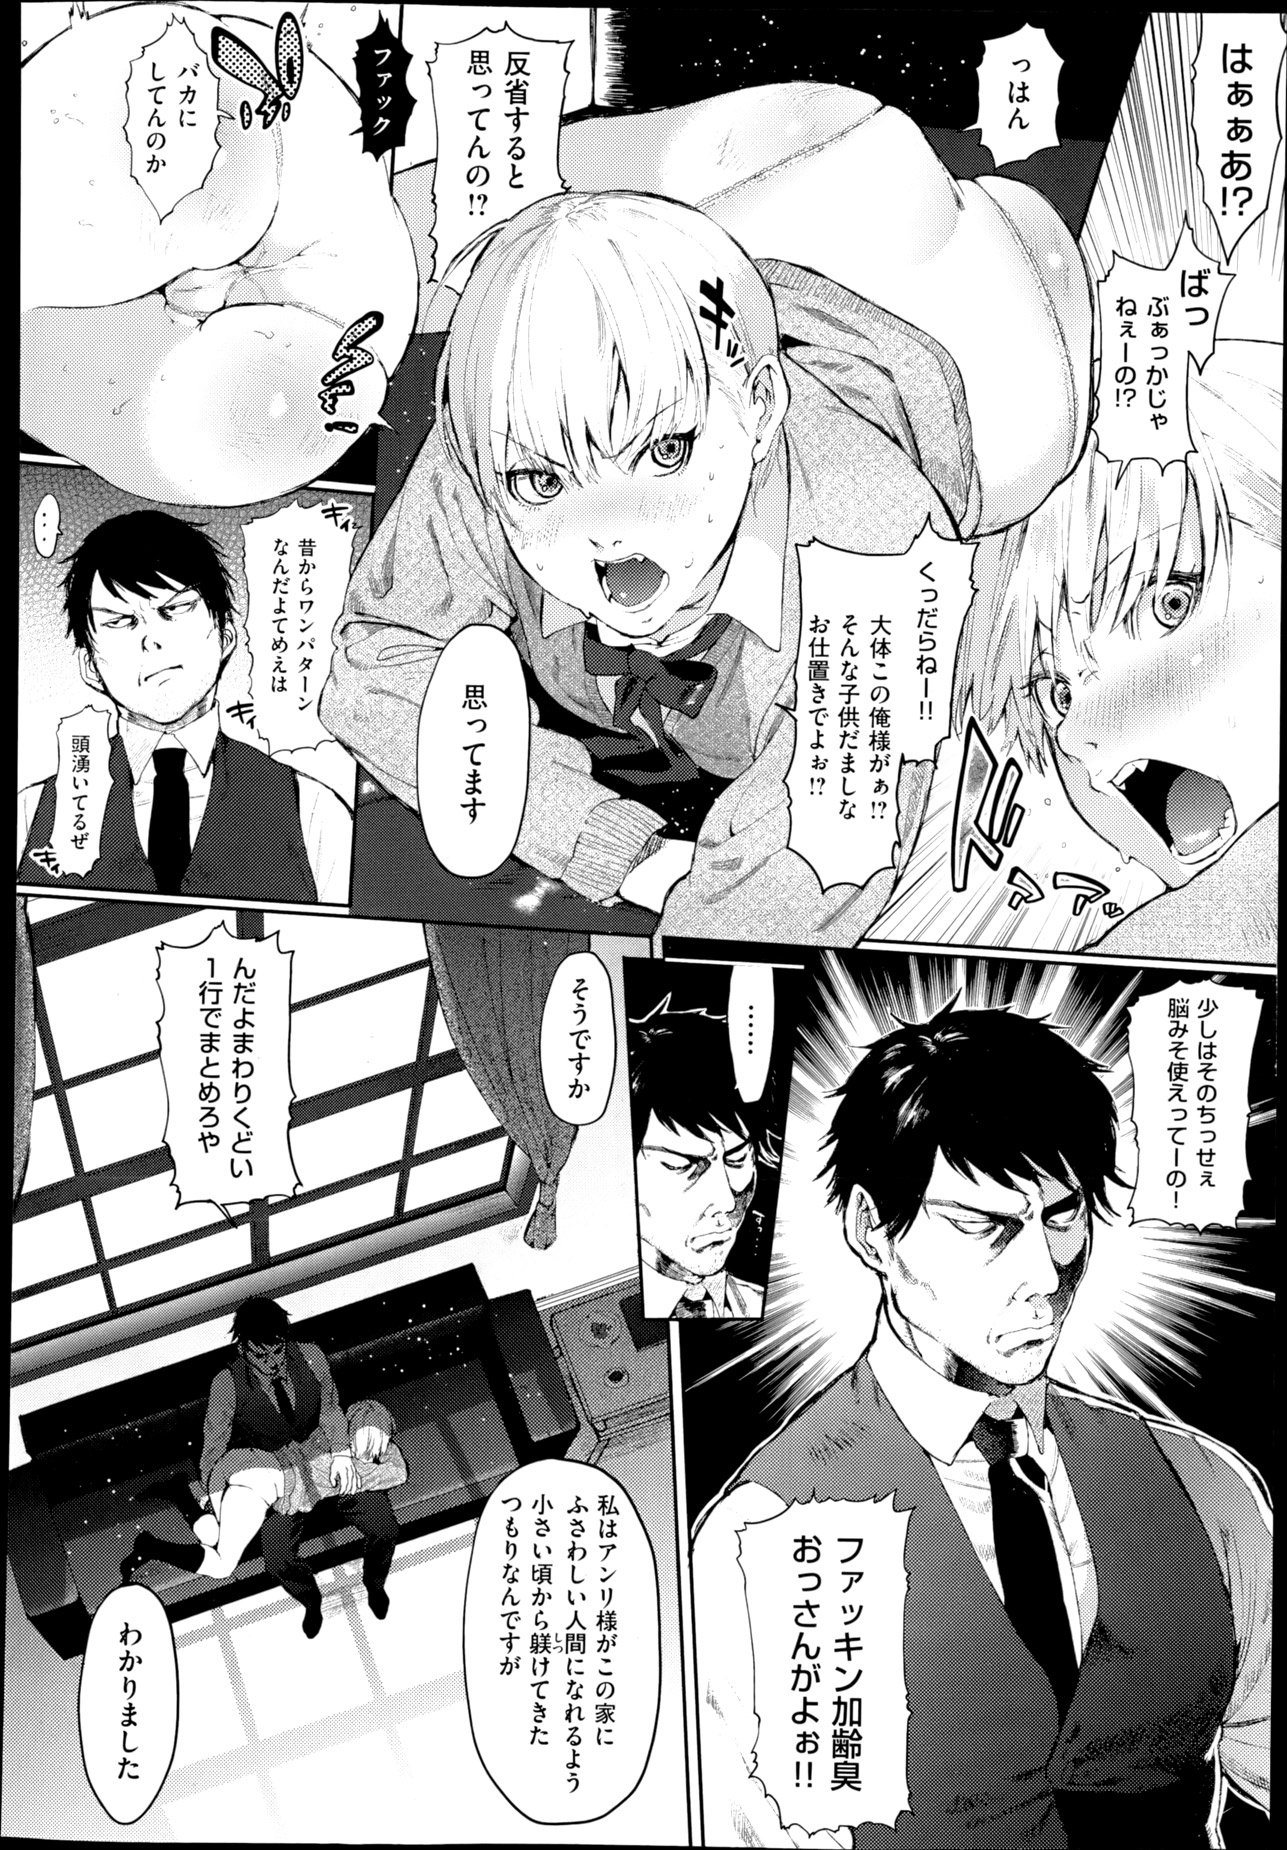 はぁぁあ!?
ばっ
ぶぁっかじゃ
ねぇーの!?
っはん
反省すると
思ってんの!?
ファック
バカに
してんのか
くっだらねー!!
大体この俺様がぁ!?
そんな子供だましな
お仕置きでよぉ!?
思ってます
昔からワンパターン
なんだよてめえは
頭湧いてるぜ
…
キィ
キィ
キィ
少しはそのちっせぇ
脳みそ使えってーの!
ファッキン加齢臭
おっさんがよぉ!!
……
そうですか
んだよまわりくどい
1行でまとめろや
私はアンリ様がこの家に
ふさわしい人間になれるよう
小さい頃から躾けてきた
しつ
つもりなんですが
わかりました